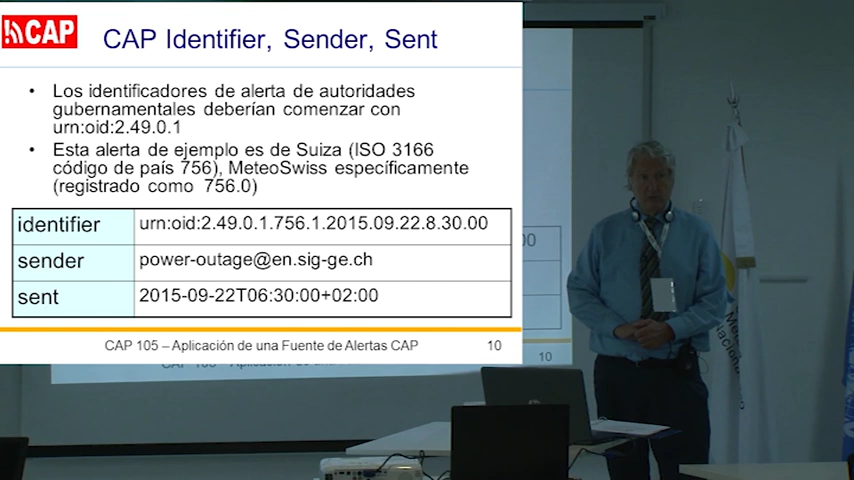 CAP
CAP Identifier, Sender, Sent
• Los identificadores de alerta de autoridades
gubernamentales deberían comenzar con
urn:oid:2.49.0.1
• Esta alerta de ejemplo es de Suiza (ISO 3166
código de país 756), MeteoSwiss específicamente
(registrado como 756.0)
identifier urn:oid:2.49.0.1.756.1.2015.09.22.8.30.00
sender power-outage@en.sig-ge.ch
sent 2015-09-22T06:30:00+02:00
CAP 105 – Aplicación de una Fuente de Alertas CAP 10
00
10